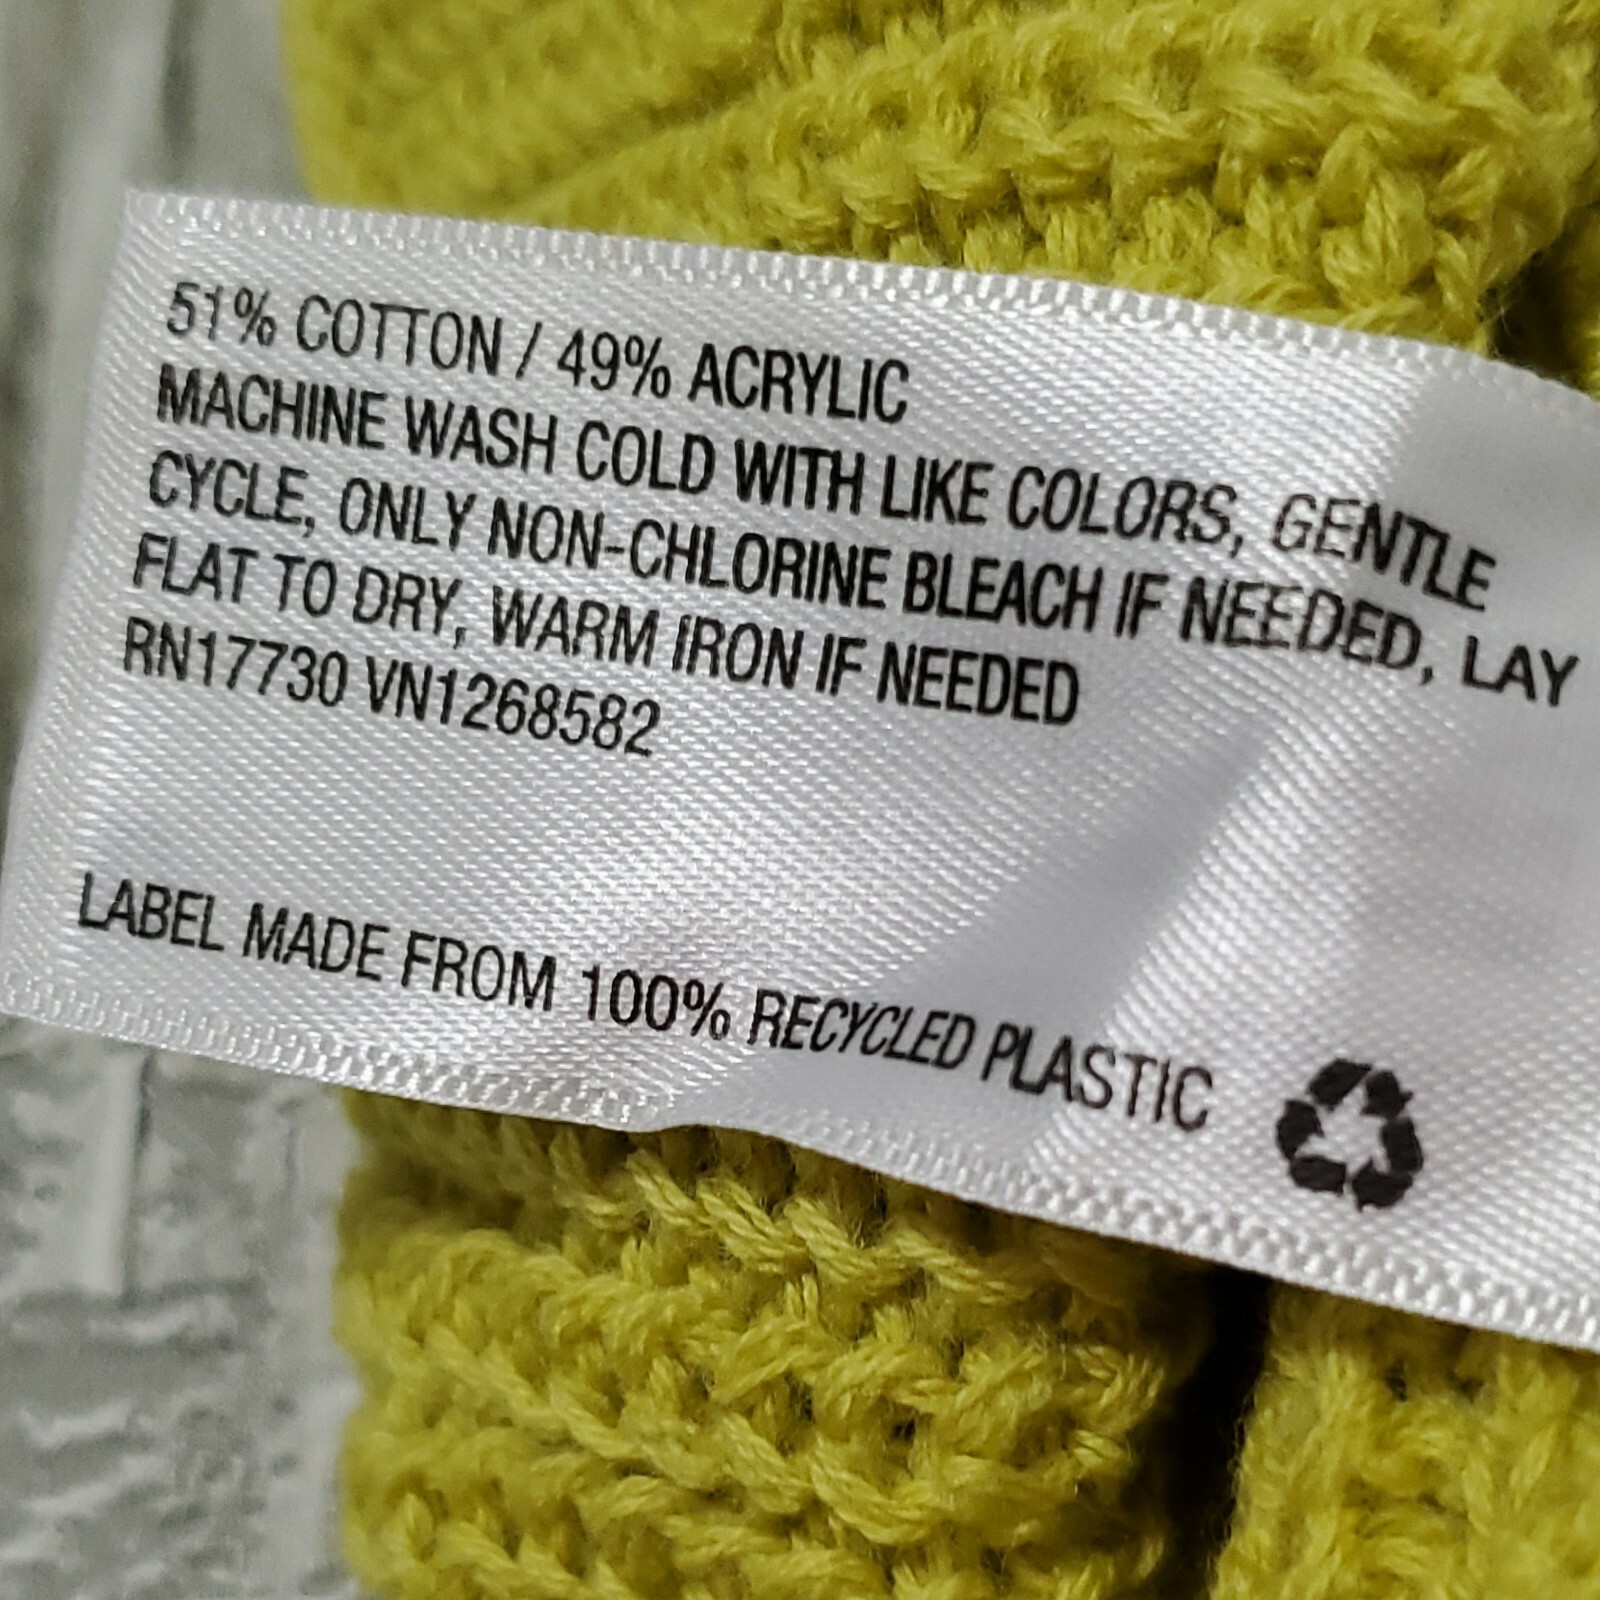 51% COTTON / 49% ACRYLIC
MACHINE WASH COLD WITH LIKE COLORS, GENTLE
CYCLE, ONLY NON-CHLORINE BLEACH IF NEEDED, LAY
FLAT TO DRY, WARM IRON IF NEEDED
RN17730 VN1268582
LABEL MADE FROM 100% RECYCLED PLASTIC